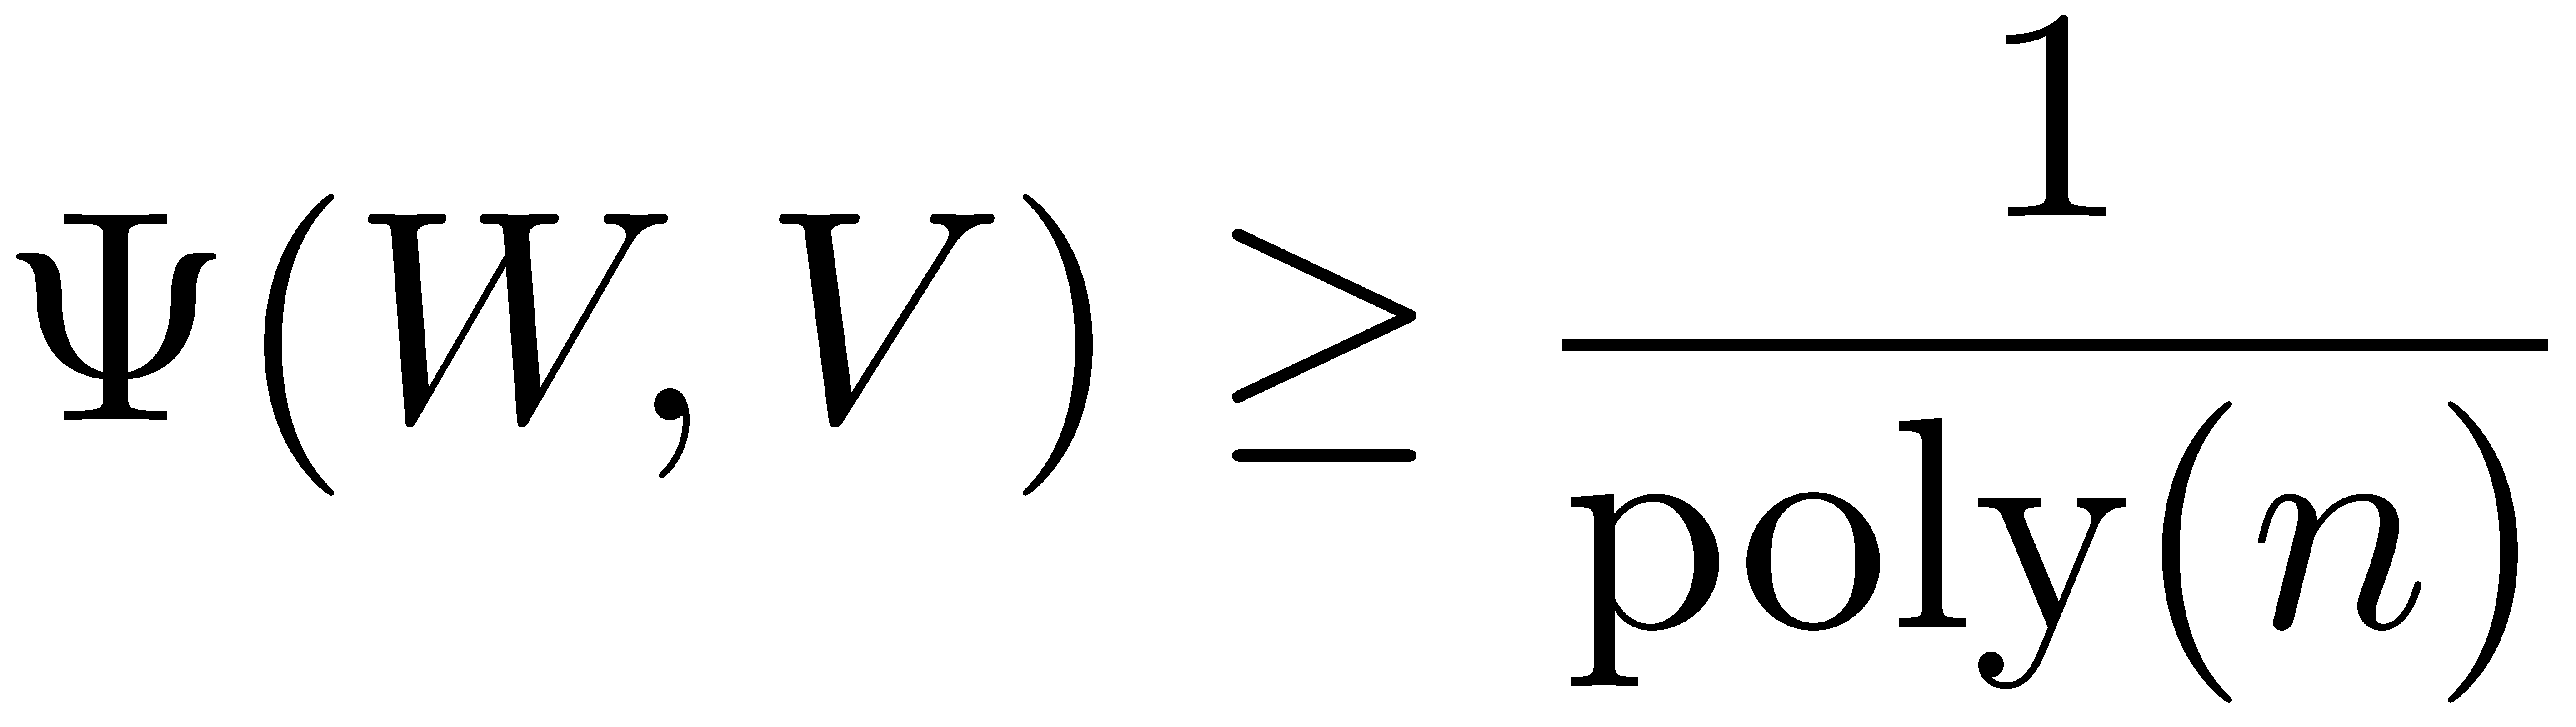 Ψ(W, V) ≥ 1/poly(n)